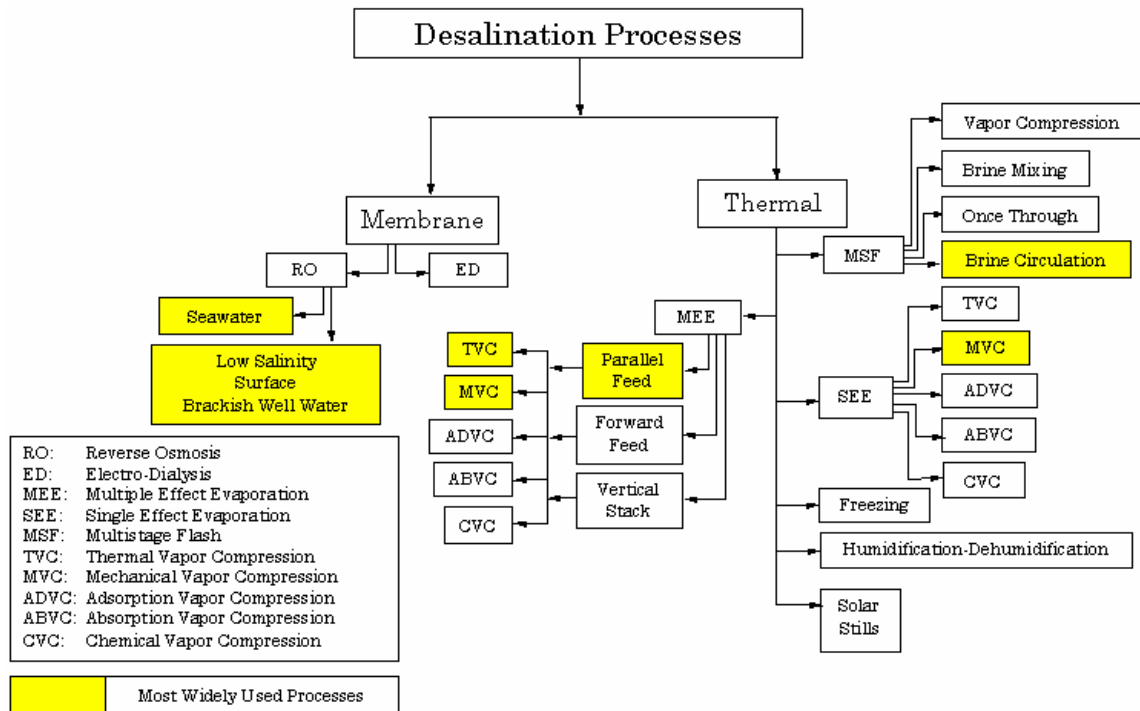 Desalination Processes
Membrane
Thermal
RO
ED
Seawater
Low Salinity
Surface
Brackish Well Water
MSF
Vapor Compression
Brine Mixing
Once Through
Brine Circulation
MEE
Parallel
Feed
Forward
Feed
Vertical
Stack
TVC
MVC
ADVC
ABVC
CVC
SEE
TVC
MVC
ADVC
ABVC
CVC
Freezing
Humidification-Dehumidification
Solar
Stills
RO: Reverse Osmosis
ED: Electro-Dialysis
MEE: Multiple Effect Evaporation
SEE: Single Effect Evaporation
MSF: Multistage Flash
TVC: Thermal Vapor Compression
MVC: Mechanical Vapor Compression
ADVC: Adsorption Vapor Compression
ABVC: Absorption Vapor Compression
CVC: Chemical Vapor Compression
Most Widely Used Processes